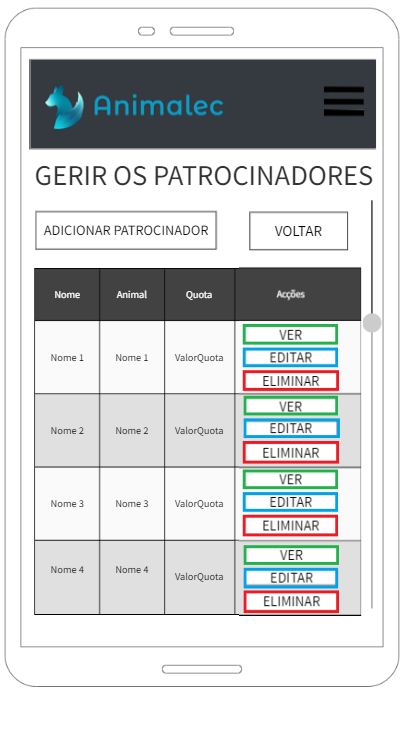 Animalec
GERIR OS PATROCINADORES
ADICIONAR PATROCINADOR VOLTAR
Nome Animal Quota Acções
Nome 1 Nome 1 ValorQuota VER
EDITAR
ELIMINAR
Nome 2 Nome 2 ValorQuota VER
EDITAR
ELIMINAR
Nome 3 Nome 3 ValorQuota VER
EDITAR
ELIMINAR
Nome 4 Nome 4 ValorQuota VER
EDITAR
ELIMINAR